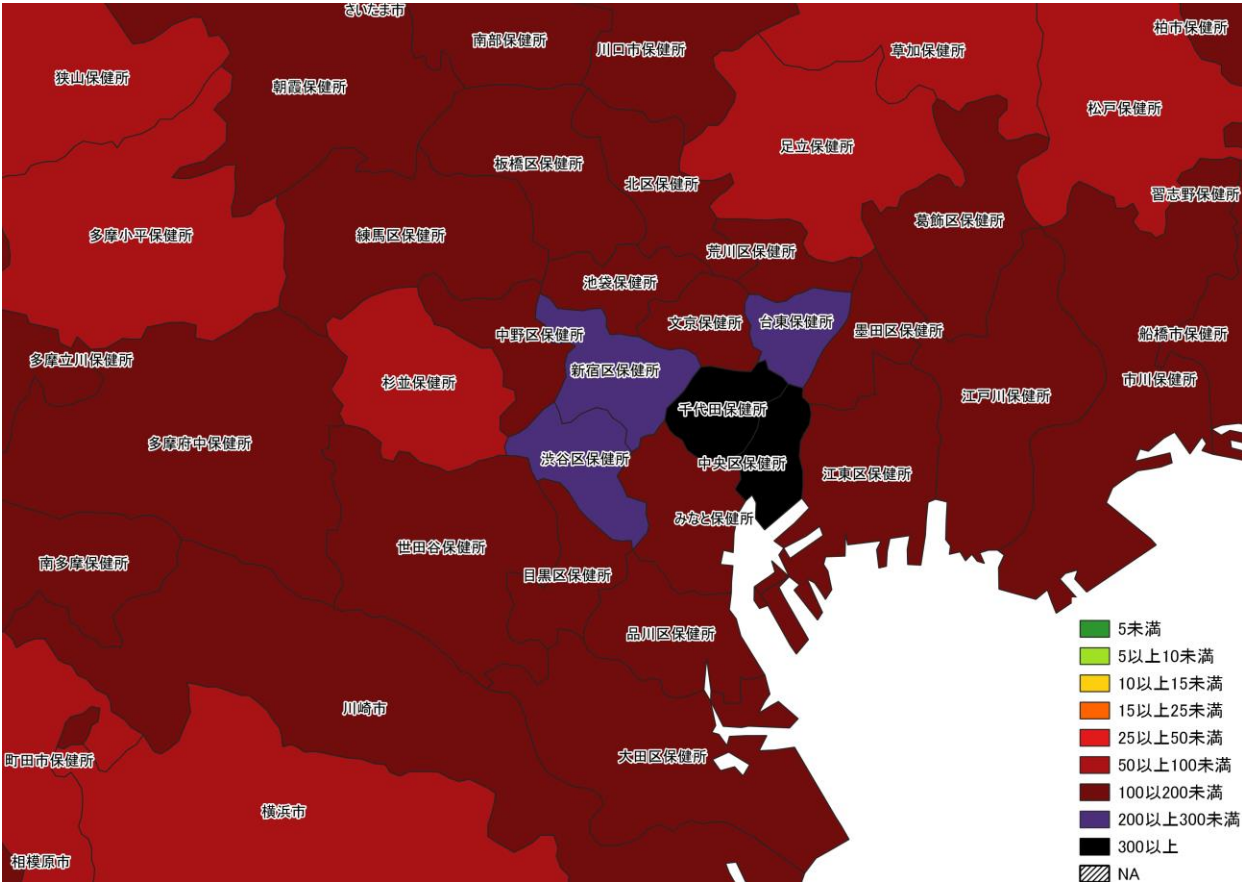 さいたま市
南部保健所
川口市保健所
柏市保健所
草加保健所
狭山保健所
朝霞保健所
松戸保健所
足立保健所
板橋区保健所
北区保健所
習志野保健所
葛飾区保健所
多摩小平保健所
練馬区保健所
荒川区保健所
池袋保健所
文京保健所
台東保健所
墨田区保健所
中野区保健所
船橋市保健所
多摩立川保健所
新宿区保健所
市川保健所
杉並保健所
江戸川保健所
千代田保健所
多摩府中保健所
渋谷区保健所
中央区保健所
江東区保健所
みなと保健所
世田谷保健所
南多摩保健所
目黒区保健所
品川区保健所
川崎市
大田区保健所
町田市保健所
横浜市
相模原市
5未満
5以上10未満
10以上15未満
15以上25未満
25以上50未満
50以上100未満
100以200未満
200以上300未満
300以上
NA